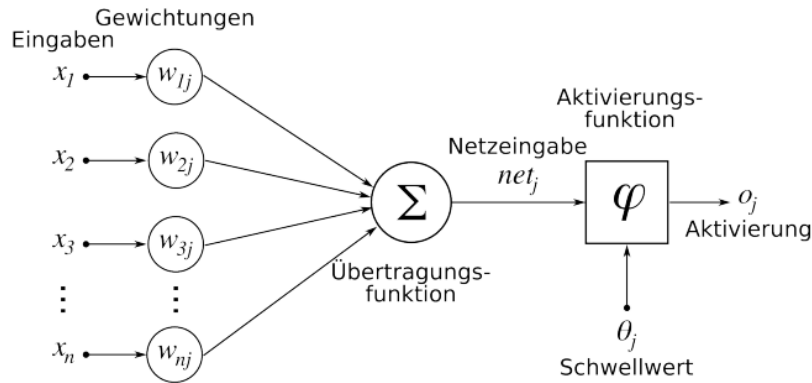 Gewichtungen
Eingaben
x1 w1j
x2 w2j
x3 w3j
⋮ ⋮
xn wnj
Σ
Übertragungs-
funktion
Netzeingabe
netj
Aktivierungs-
funktion
φ
oj
Aktivierung
θj
Schwellwert